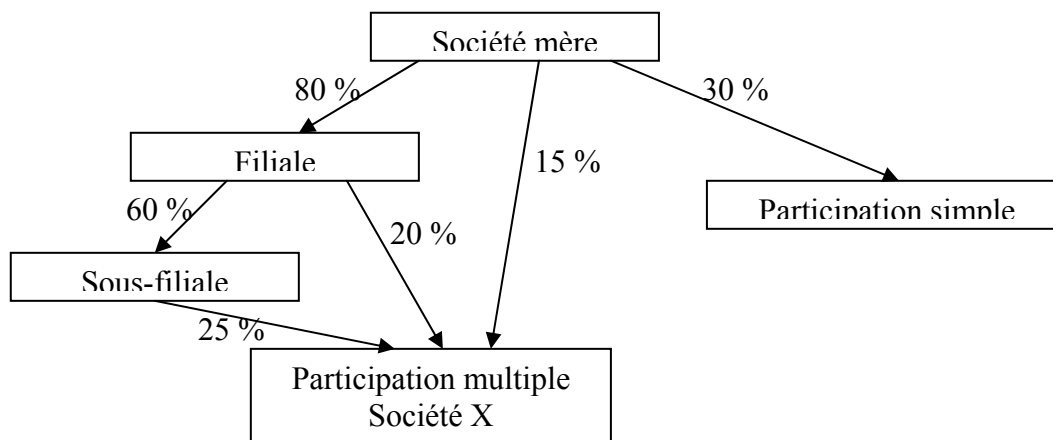 Société mère
80 %
30 %
Filiale
15 %
60 %
20 %
Participation simple
Sous-filiale
25 %
Participation multiple
Société X